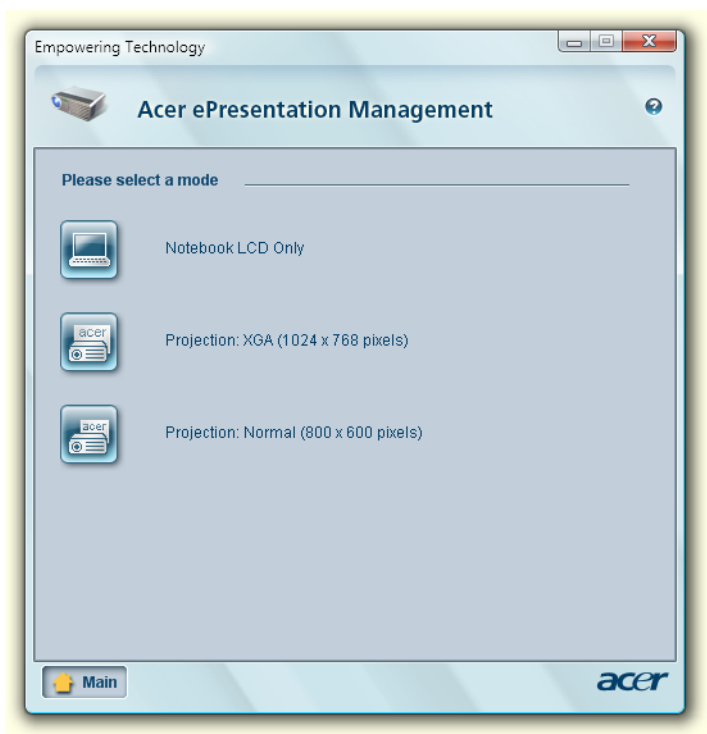 Empowering Technology
Acer ePresentation Management
Please select a mode
Notebook LCD Only
acer
Projection: XGA (1024 x 768 pixels)
acer
Projection: Normal (800 x 600 pixels)
Main
acer